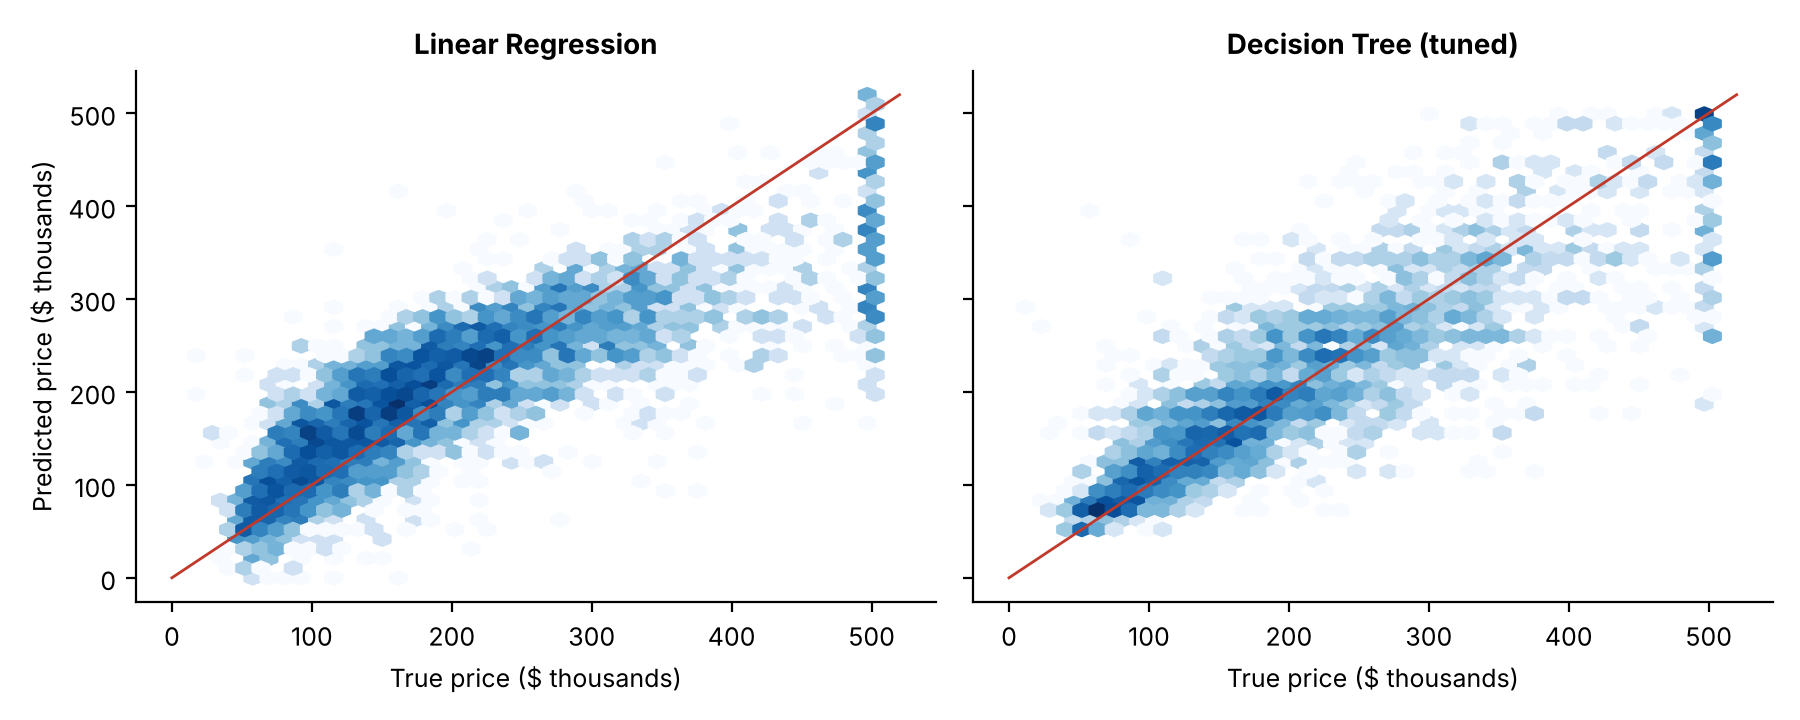 Linear Regression
Decision Tree (tuned)
Predicted price ($ thousands)
500
400
300
200
100
0
0 100 200 300 400 500
0 100 200 300 400 500
True price ($ thousands)
True price ($ thousands)